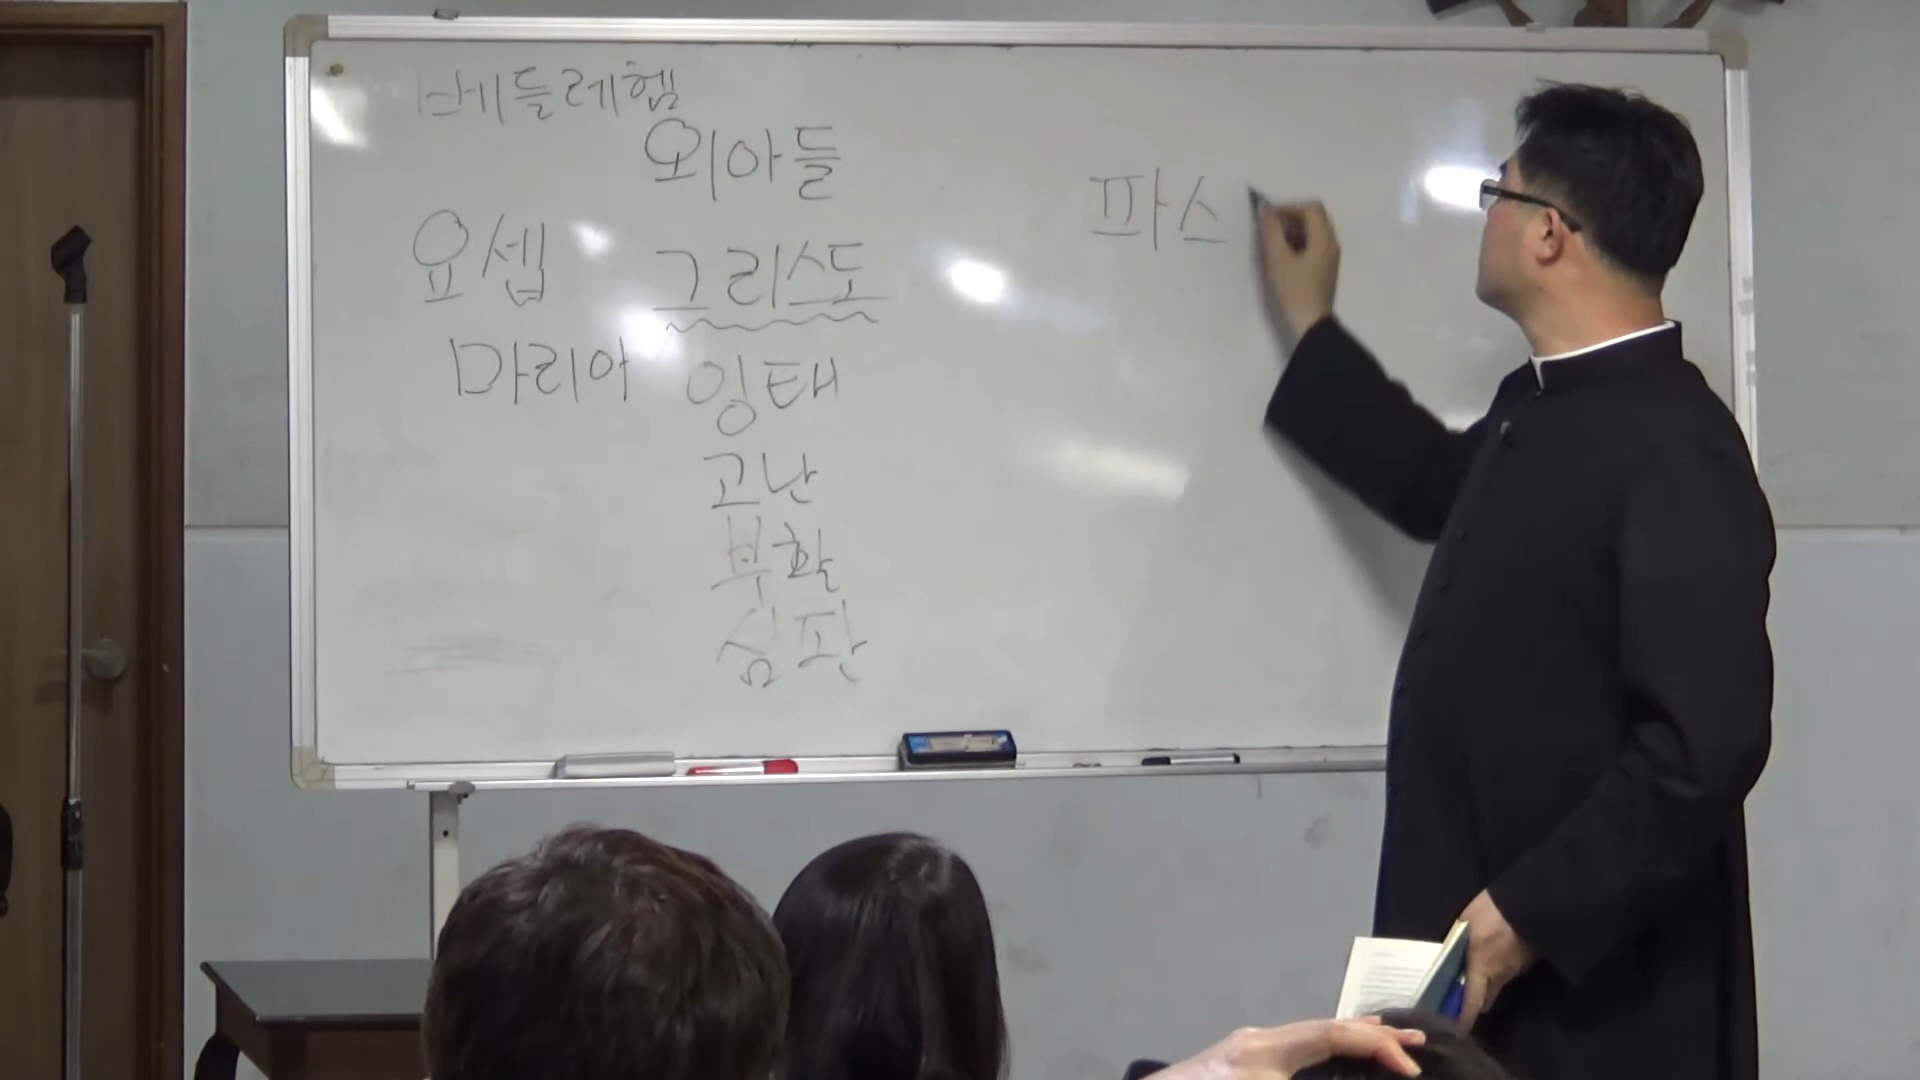 베들레헴
외아들
요셉 그리스도
마리아 잉태
고난
부활
심판
파스